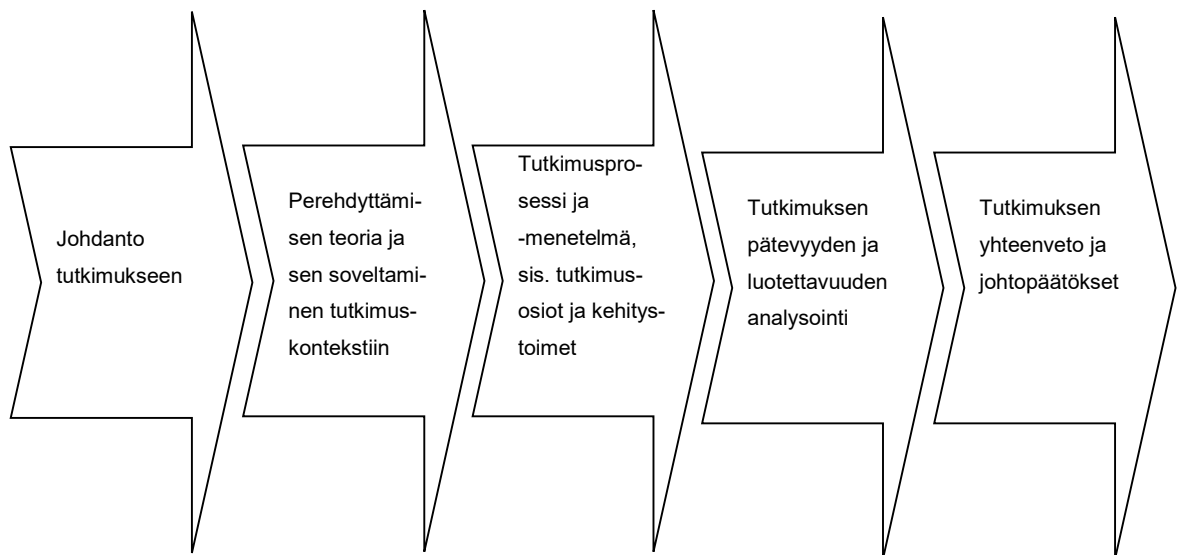 Johdanto
tutkimukseen
Perehdyttämi-
sen teoria ja
sen soveltami-
nen tutkimus-
kontekstiin
Tutkimuspro-
sessi ja
-menetelmä,
sis. tutkimus-
osiot ja kehitys-
toimet
Tutkimuksen
pätevyyden ja
luotettavuuden
analysointi
Tutkimuksen
yhteenveto ja
johtopäätökset